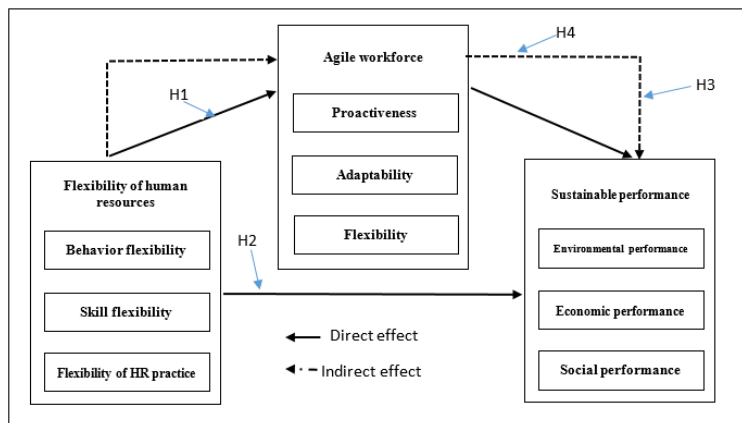 H4
Agile workforce
H1
H3
Proactiveness
Adaptability
Flexibility
Flexibility of human
resources
Behavior flexibility
Skill flexibility
Flexibility of HR practice
H2
Sustainable performance
Environmental performance
Economic performance
Social performance
Direct effect
Indirect effect